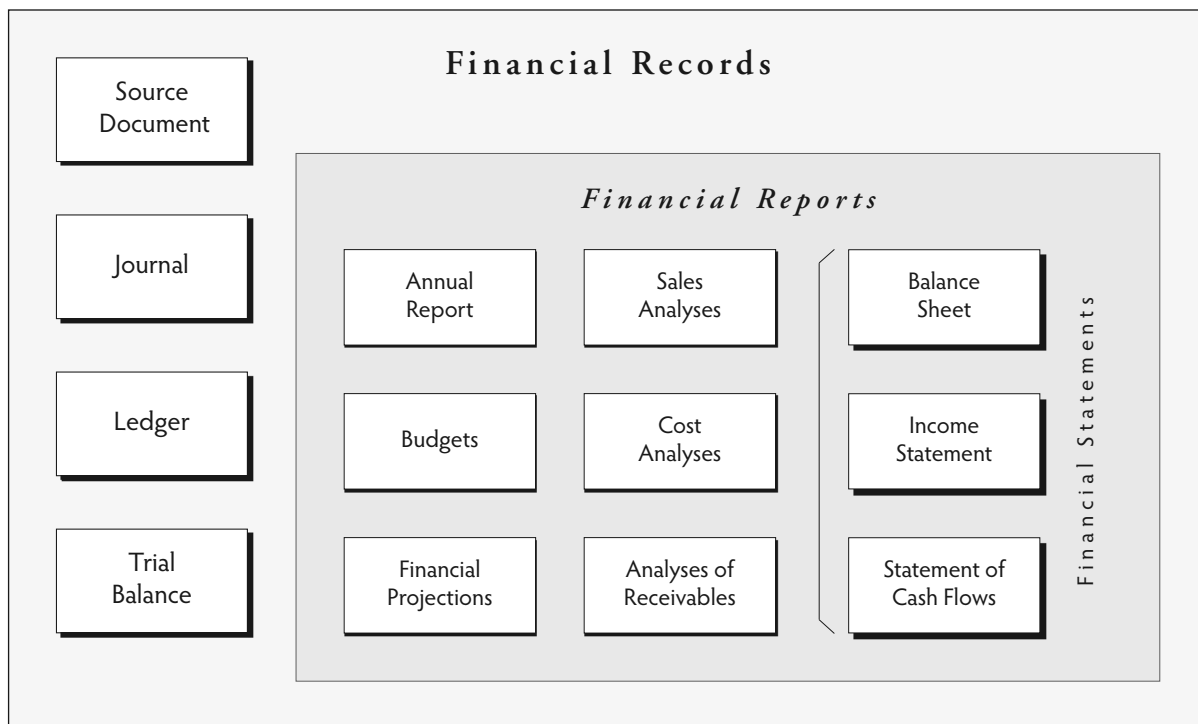 Financial Records
Source
Document
Journal
Ledger
Trial
Balance
Financial Reports
Annual
Report
Sales
Analyses
Balance
Sheet
Budgets
Cost
Analyses
Income
Statement
Financial
Projections
Analyses of
Receivables
Statement of
Cash Flows
Financial Statements